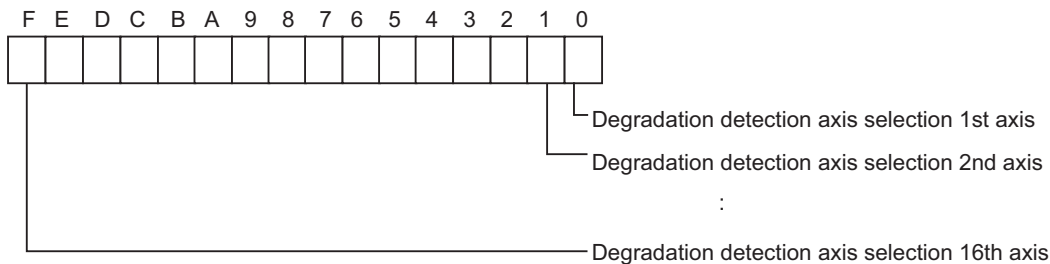 F E D C B A 9 8 7 6 5 4 3 2 1 0
Degradation detection axis selection 1st axis
Degradation detection axis selection 2nd axis
:
Degradation detection axis selection 16th axis